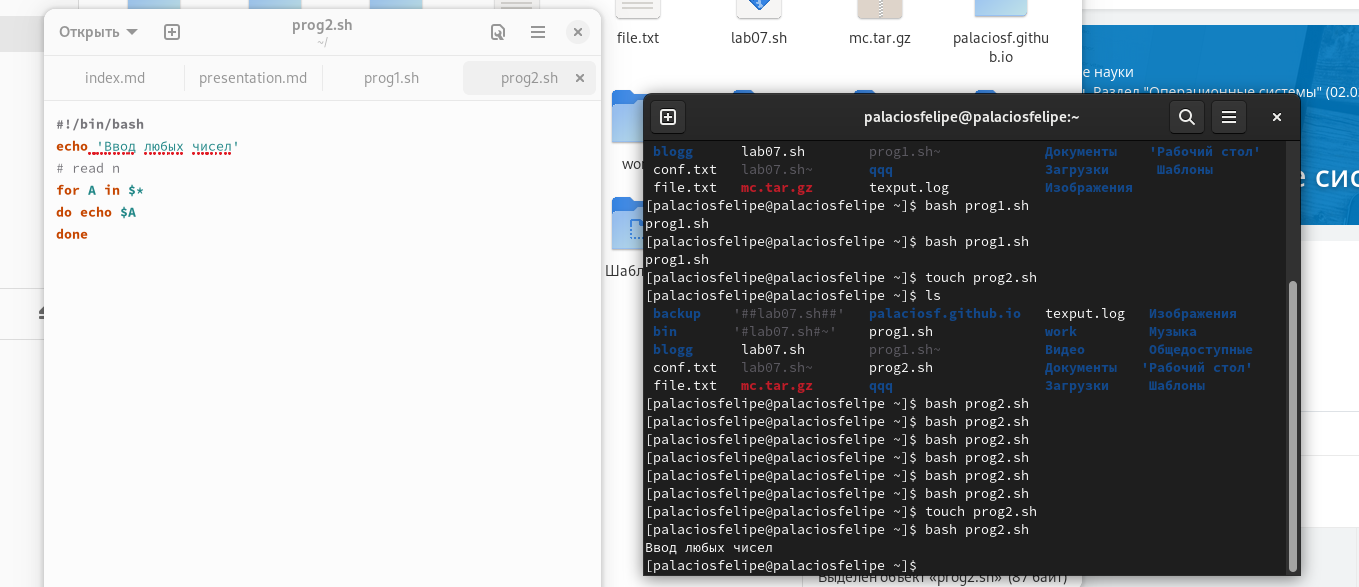 Открыть
prog2.sh
~/
index.md
presentation.md
prog1.sh
prog2.sh
#!/bin/bash
echo 'Ввод любых чисел'
# read n
for A in $*
do echo $A
done
file.txt
lab07.sh
mc.tar.gz
palaciosf.githu
b.io
е науки
Раздел "Операционные системы" (02.0
palaciosfelipe@palaciosfelipe:~
blogg lab07.sh prog1.sh~ Документы 'Рабочий стол'
conf.txt lab07.sh~ qqq Загрузки Шаблоны
file.txt mc.tar.gz texput.log Изображения
[palaciosfelipe@palaciosfelipe ~]$ bash prog1.sh
prog1.sh
[palaciosfelipe@palaciosfelipe ~]$ bash prog1.sh
prog1.sh
[palaciosfelipe@palaciosfelipe ~]$ touch prog2.sh
[palaciosfelipe@palaciosfelipe ~]$ ls
backup '##lab07.sh##' palaciosf.github.io texput.log Изображения
bin '#lab07.sh#~' prog1.sh work Музыка
blogg lab07.sh prog1.sh~ Видео Общедоступные
conf.txt lab07.sh~ prog2.sh Документы 'Рабочий стол'
file.txt mc.tar.gz qqq Загрузки Шаблоны
[palaciosfelipe@palaciosfelipe ~]$ bash prog2.sh
[palaciosfelipe@palaciosfelipe ~]$ bash prog2.sh
[palaciosfelipe@palaciosfelipe ~]$ bash prog2.sh
[palaciosfelipe@palaciosfelipe ~]$ bash prog2.sh
[palaciosfelipe@palaciosfelipe ~]$ bash prog2.sh
[palaciosfelipe@palaciosfelipe ~]$ bash prog2.sh
[palaciosfelipe@palaciosfelipe ~]$ touch prog2.sh
[palaciosfelipe@palaciosfelipe ~]$ bash prog2.sh
Ввод любых чисел
[palaciosfelipe@palaciosfelipe ~]$
wor
Шабл
е сис
Выделен объект «prog2.sh» (87 байт)